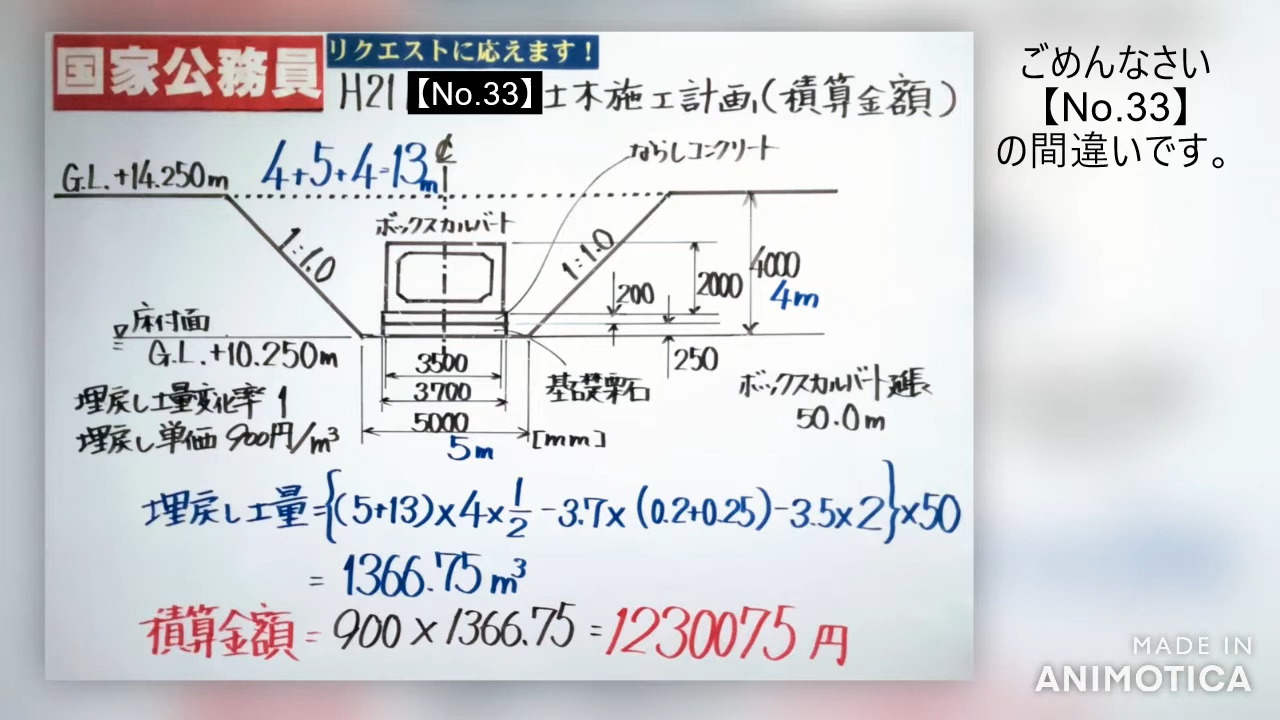 国家公務員
リクエストに応えます！
H21 【No.33】 土木施工計画(積算金額)
ごめんなさい
【No.33】
の間違いです。
G.L.+14.250m
4+5+4=13m
ならしコンクリート
ボックスカルバート
1:1.0
1:1.0
200
2000
4000
4m
床付面
G.L.+10.250m
250
3500
3700
5000
5m
[mm]
基礎栗石
ボックスカルバート延長
50.0m
埋戻し土量変化率 1
埋戻し単価 900円/m³
埋戻し土量={(5+13)×4×1/2-3.7×(0.2+0.25)-3.5×2}×50
= 1366.75m³
積算金額=900×1366.75=1230075円
MADE IN
ANIMOTICA